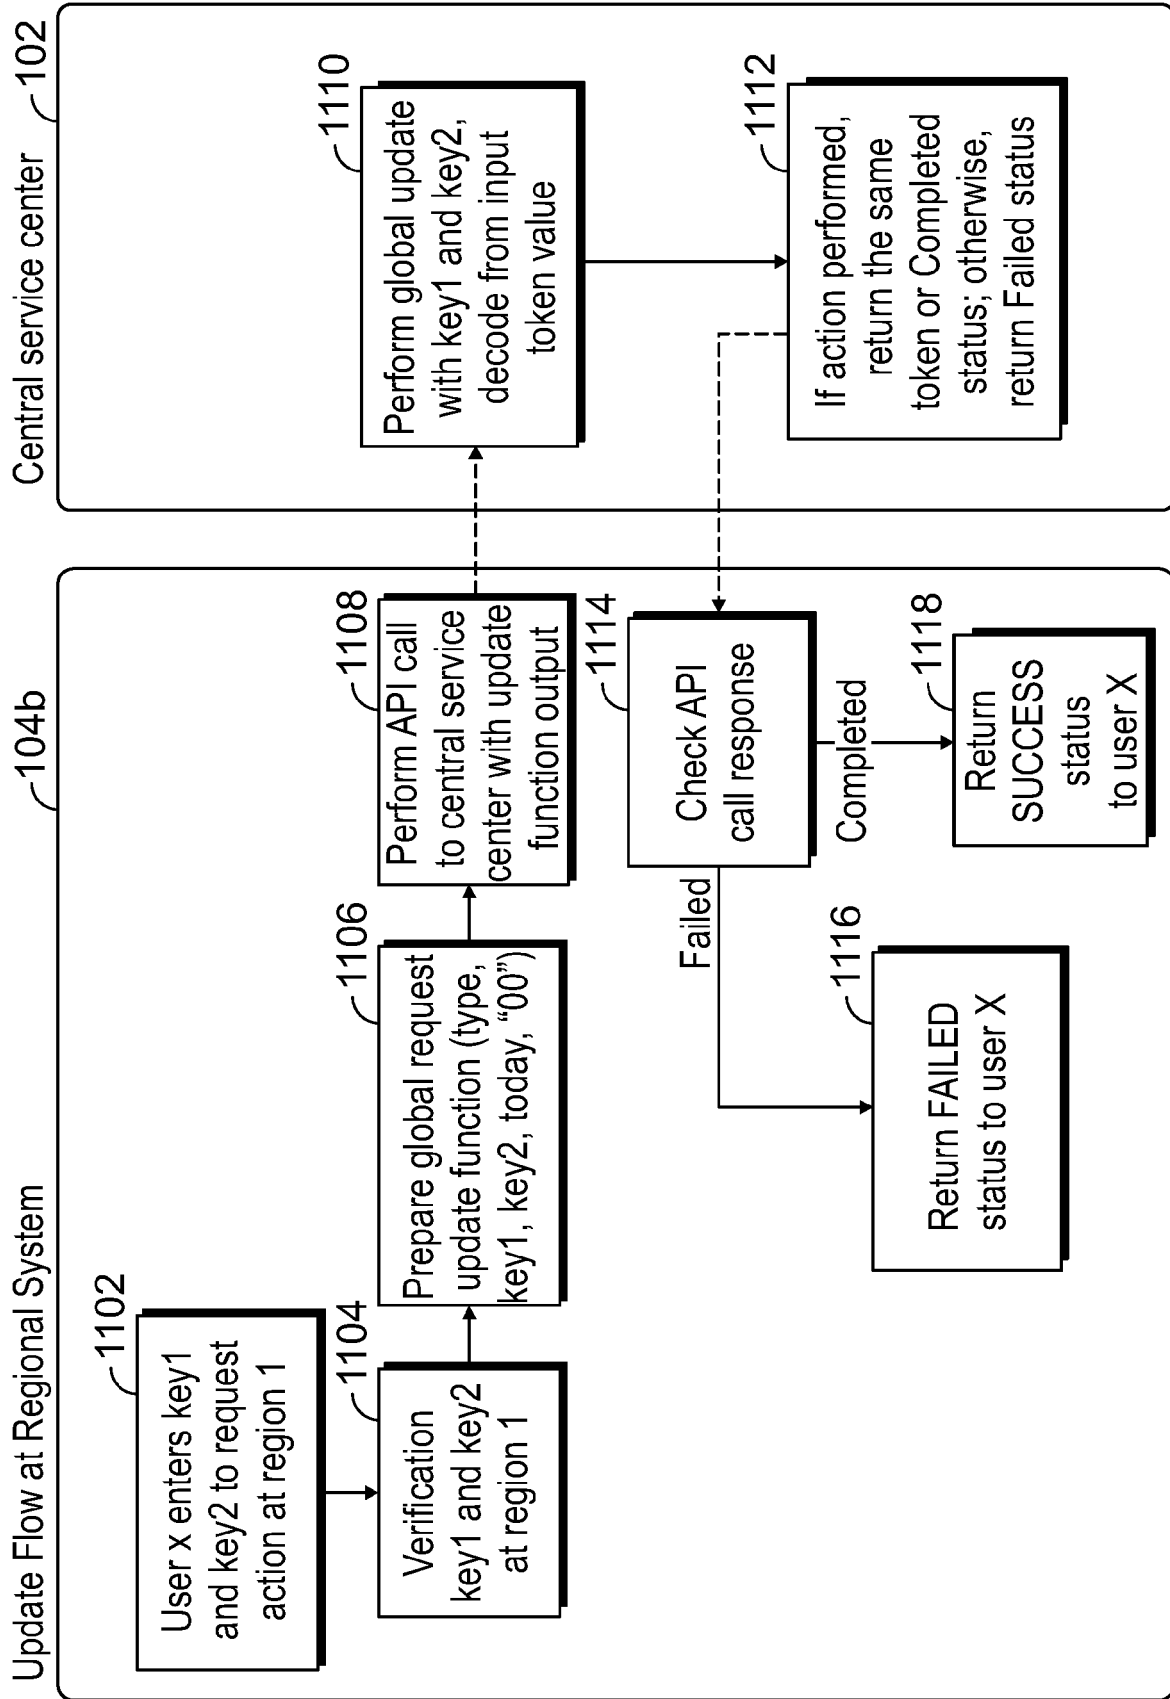 Update Flow at Regional System
104b
1102
User x enters key1
and key2 to request
action at region 1
1104
Verification
key1 and key2
at region 1
1106
Prepare global request
update function (type,
key1, key2, today, “00”)
1108
Perform API call
to central service
center with update
function output
1114
Check API
call response
Failed
Completed
1116
Return FAILED
status to user X
1118
Return
SUCCESS
status
to user X
Central service center
102
1110
Perform global update
with key1 and key2,
decode from input
token value
1112
If action performed,
return the same
token or Completed
status; otherwise,
return Failed status